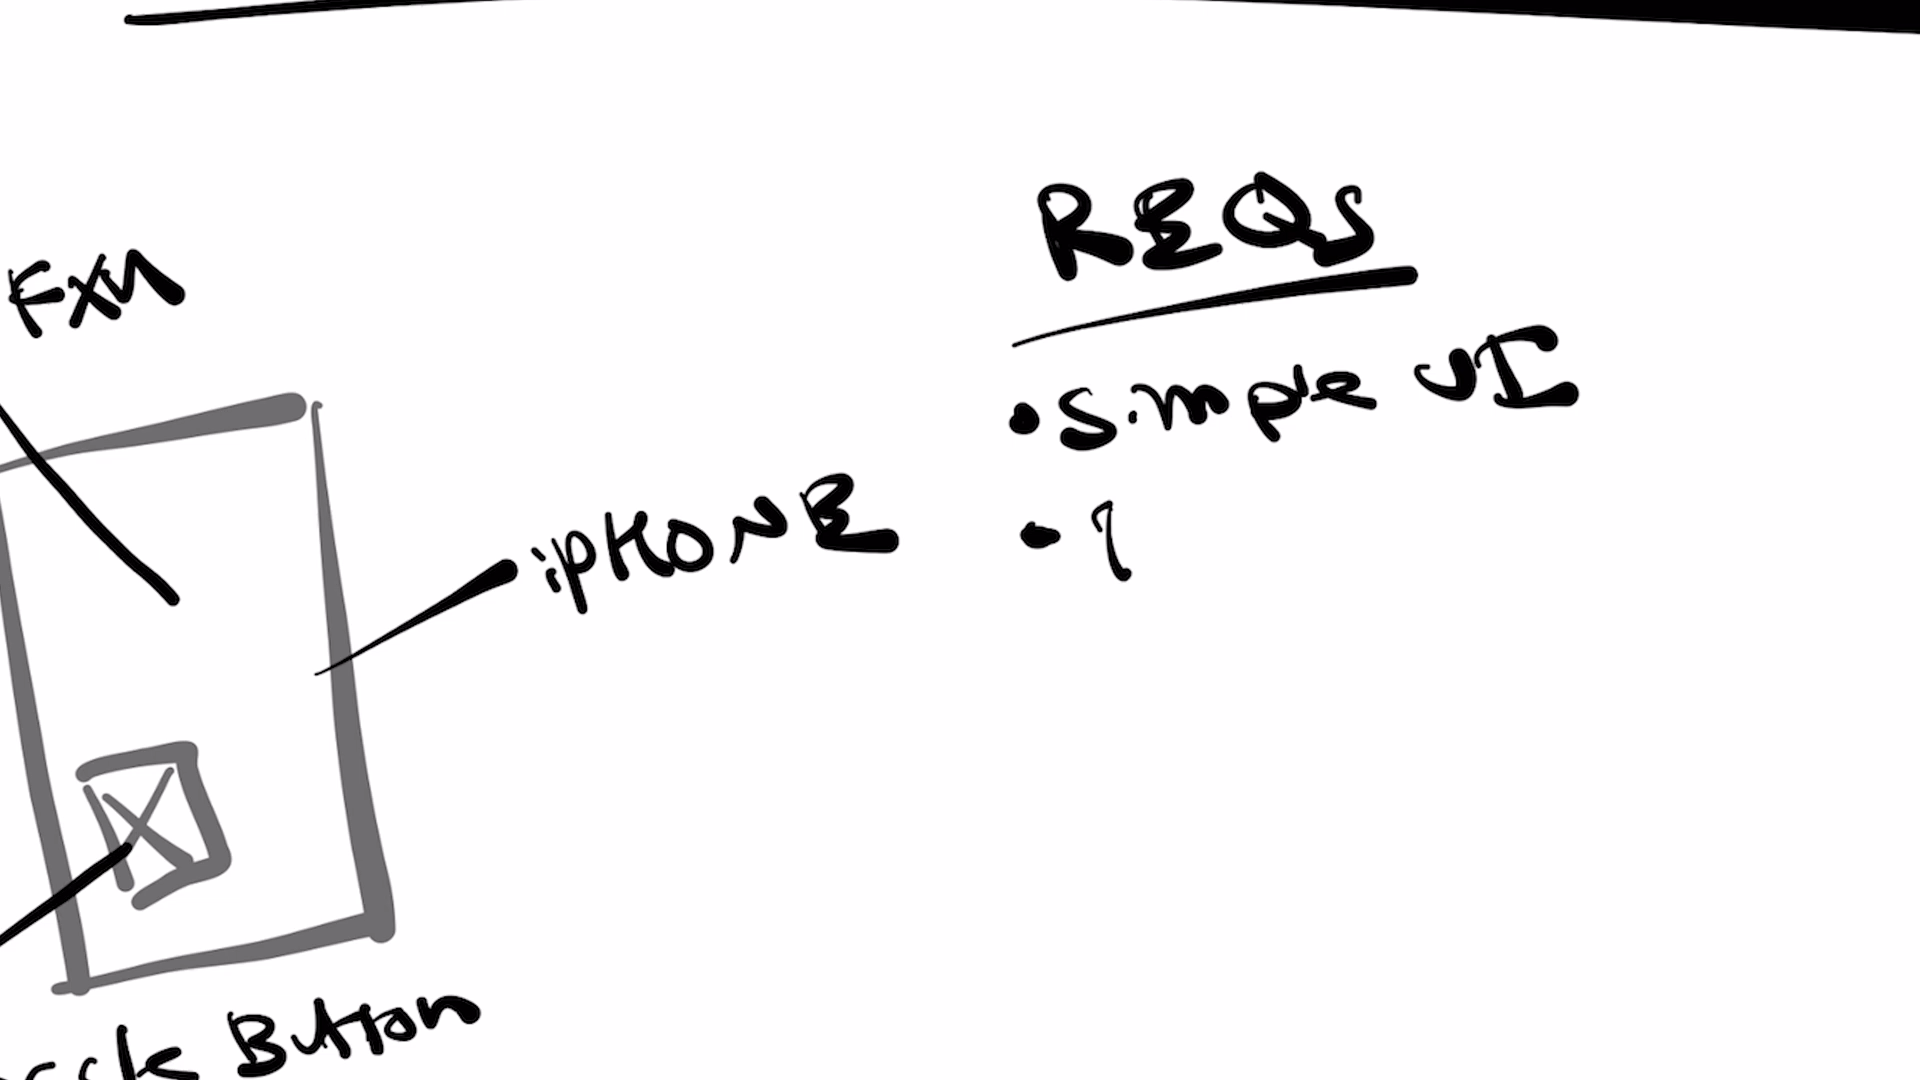 REQS
Fxn
• Simple UI
iPHONE
•
Button